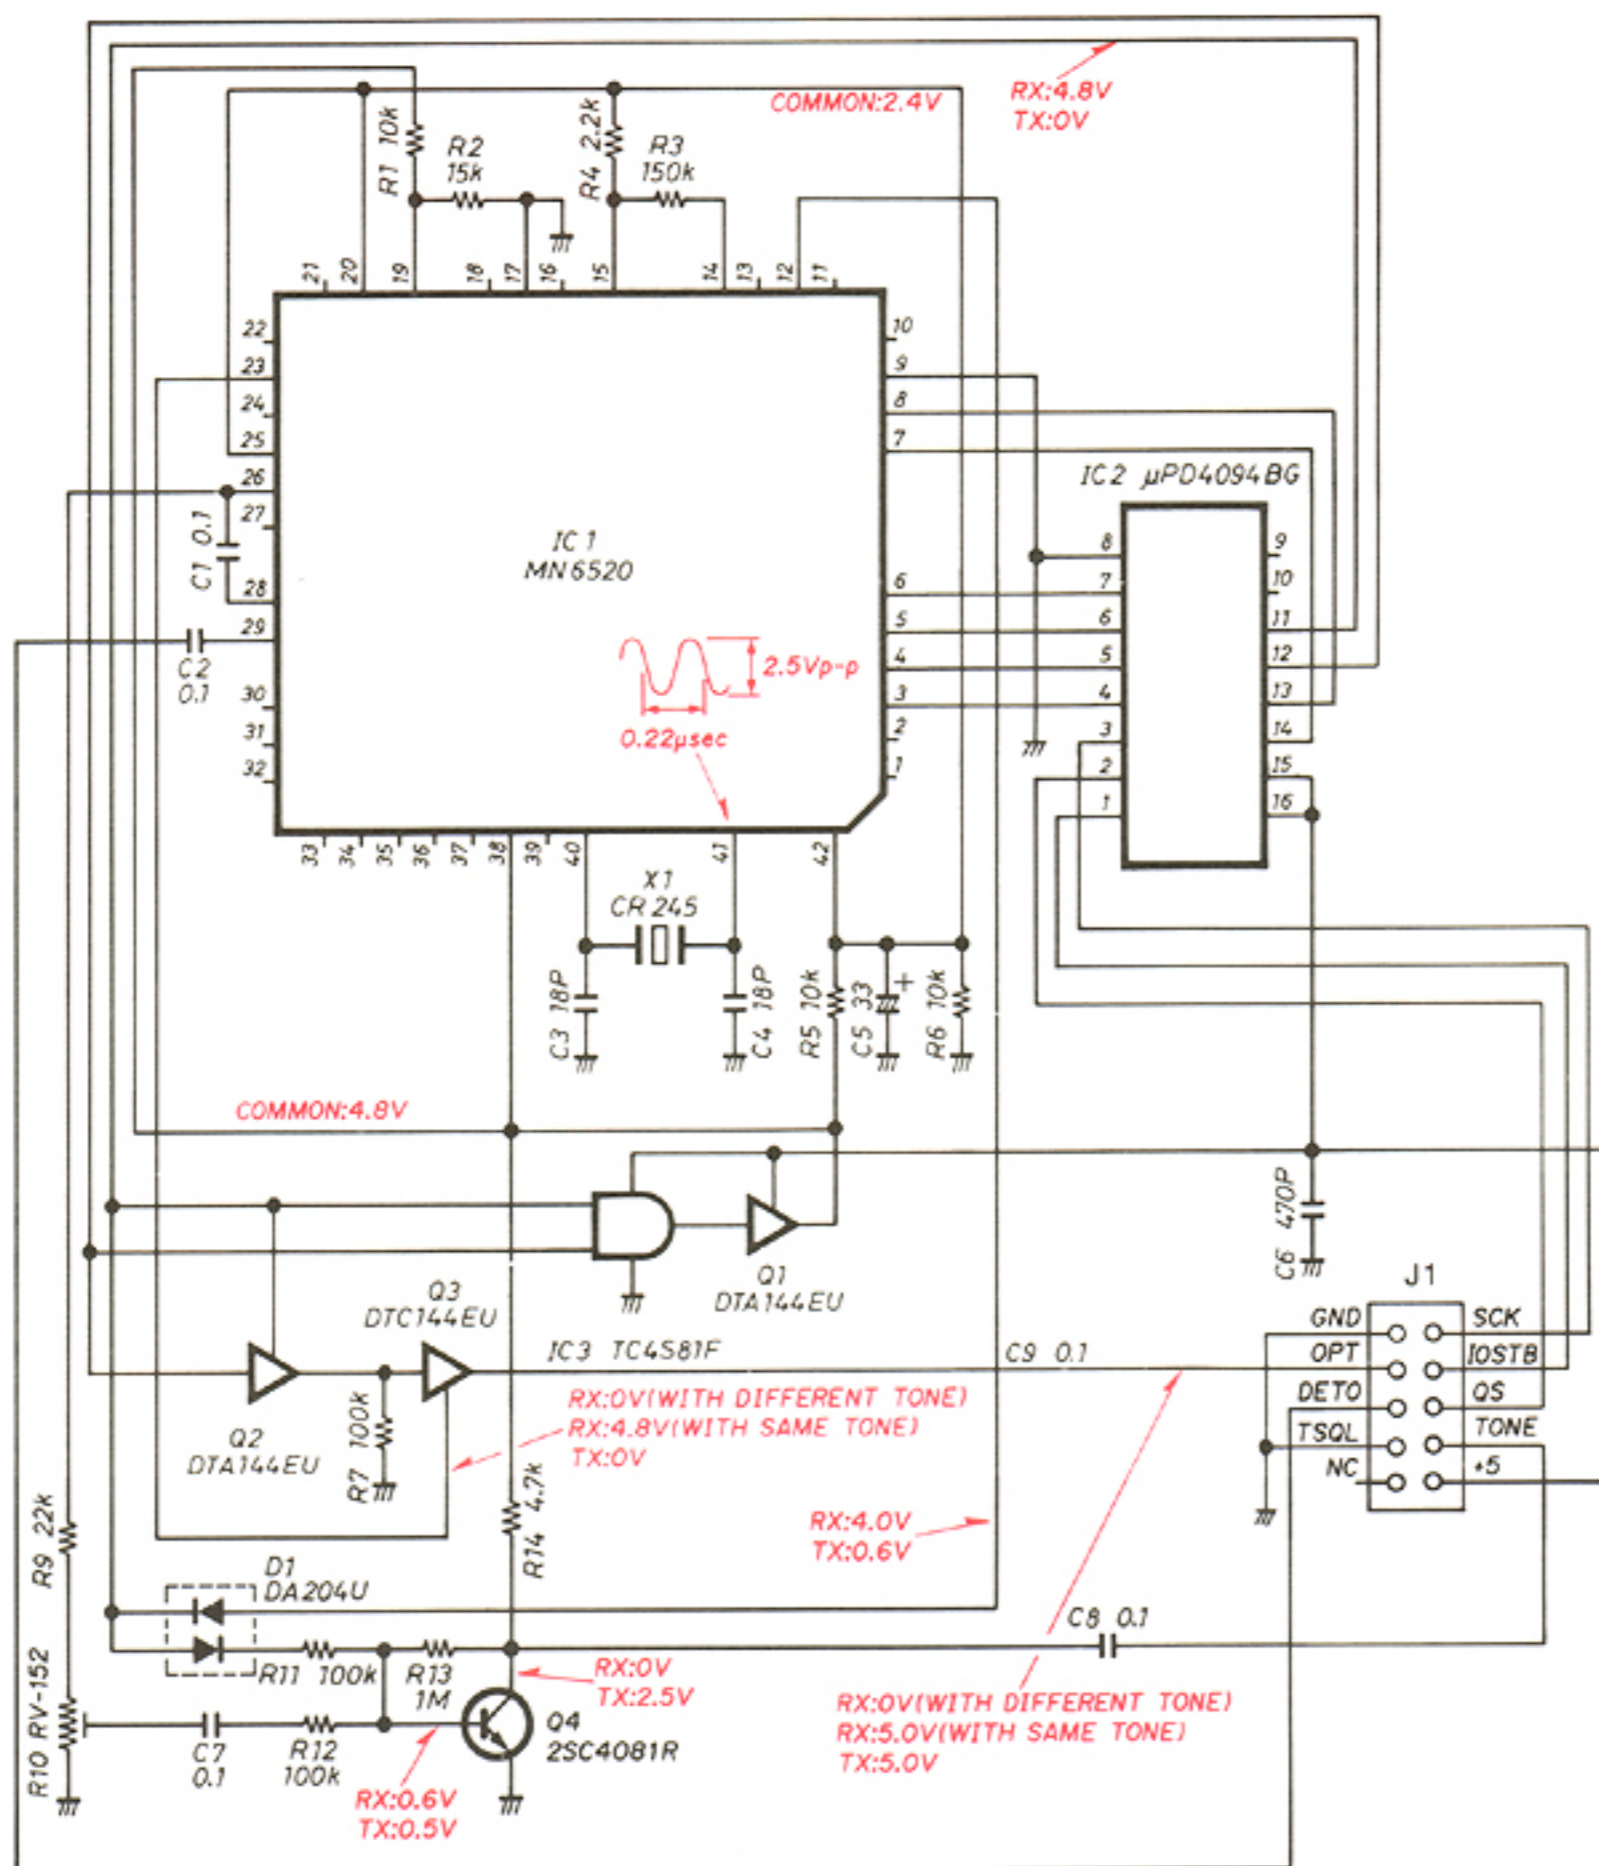 COMMON:2.4V
RX:4.8V
TX:0V
R1 10k
R2
15k
R4 2.2k
R3
150k
21
20
19
18
17
16
15
14
13
12
11
22
23
24
25
26
27
28
29
30
31
32
10
9
8
7
6
5
4
3
2
1
C1 0.1
C2
0.1
IC1
MN6520
2.5Vp-p
0.22μsec
IC2 μPD4094BG
8
7
6
5
4
3
2
1
9
10
11
12
13
14
15
16
33
34
35
36
37
38
39
40
41
42
X1
CR245
C3 18P
C4 18P
R5 10k
C5 33
+
R6 10k
COMMON:4.8V
Q1
DTA144EU
C6 470P
Q3
DTC144EU
IC3 TC4S81F
C9 0.1
Q2
DTA144EU
R7 100k
RX:0V(WITH DIFFERENT TONE)
RX:4.8V(WITH SAME TONE)
TX:0V
J1
GND
OPT
DETO
TSQL
NC
SCK
IOSTB
QS
TONE
+5
R14 4.7k
RX:4.0V
TX:0.6V
R9 22k
D1
DA204U
C8 0.1
R11 100k
R13
1M
RX:0V
TX:2.5V
R10 RV-152
C7
0.1
R12
100k
Q4
2SC4081R
RX:0V(WITH DIFFERENT TONE)
RX:5.0V(WITH SAME TONE)
TX:5.0V
RX:0.6V
TX:0.5V